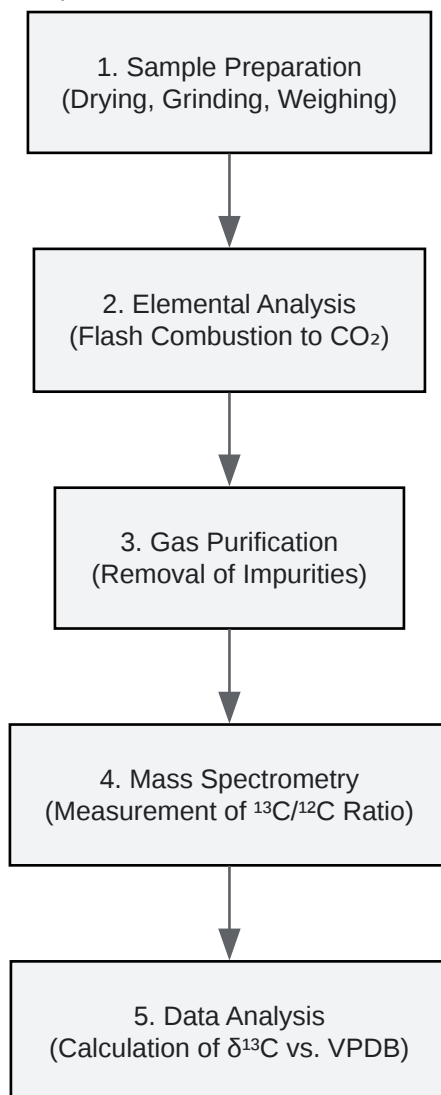 1. Sample Preparation
(Drying, Grinding, Weighing)
2. Elemental Analysis
(Flash Combustion to CO₂)
3. Gas Purification
(Removal of Impurities)
4. Mass Spectrometry
(Measurement of ¹³C/¹²C Ratio)
5. Data Analysis
(Calculation of δ¹³C vs. VPDB)